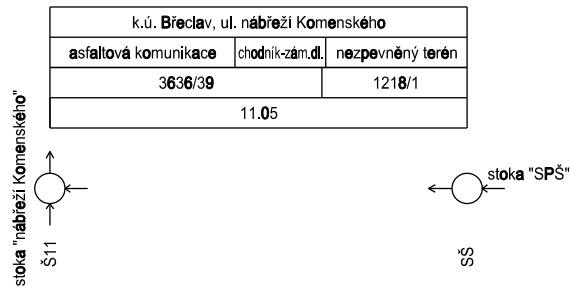 k.ú. Břeclav, ul. nábřeží Komenského
asfaltová komunikace chodník-zám.dl. nezpevněný terén
3636/39 1218/1
11.05
stoka "nábřeží Komenského"
Š11
stoka "SPŠ"
SŠ